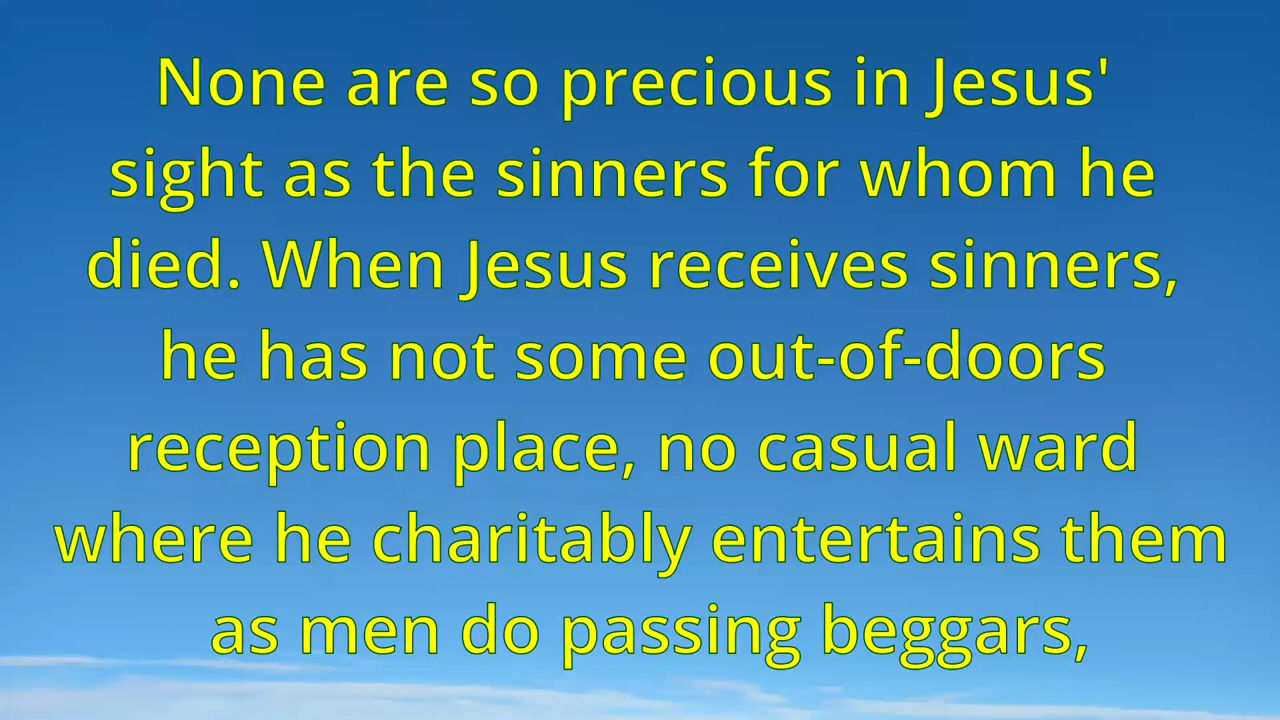 None are so precious in Jesus'
sight as the sinners for whom he
died. When Jesus receives sinners,
he has not some out-of-doors
reception place, no casual ward
where he charitably entertains them
as men do passing beggars,